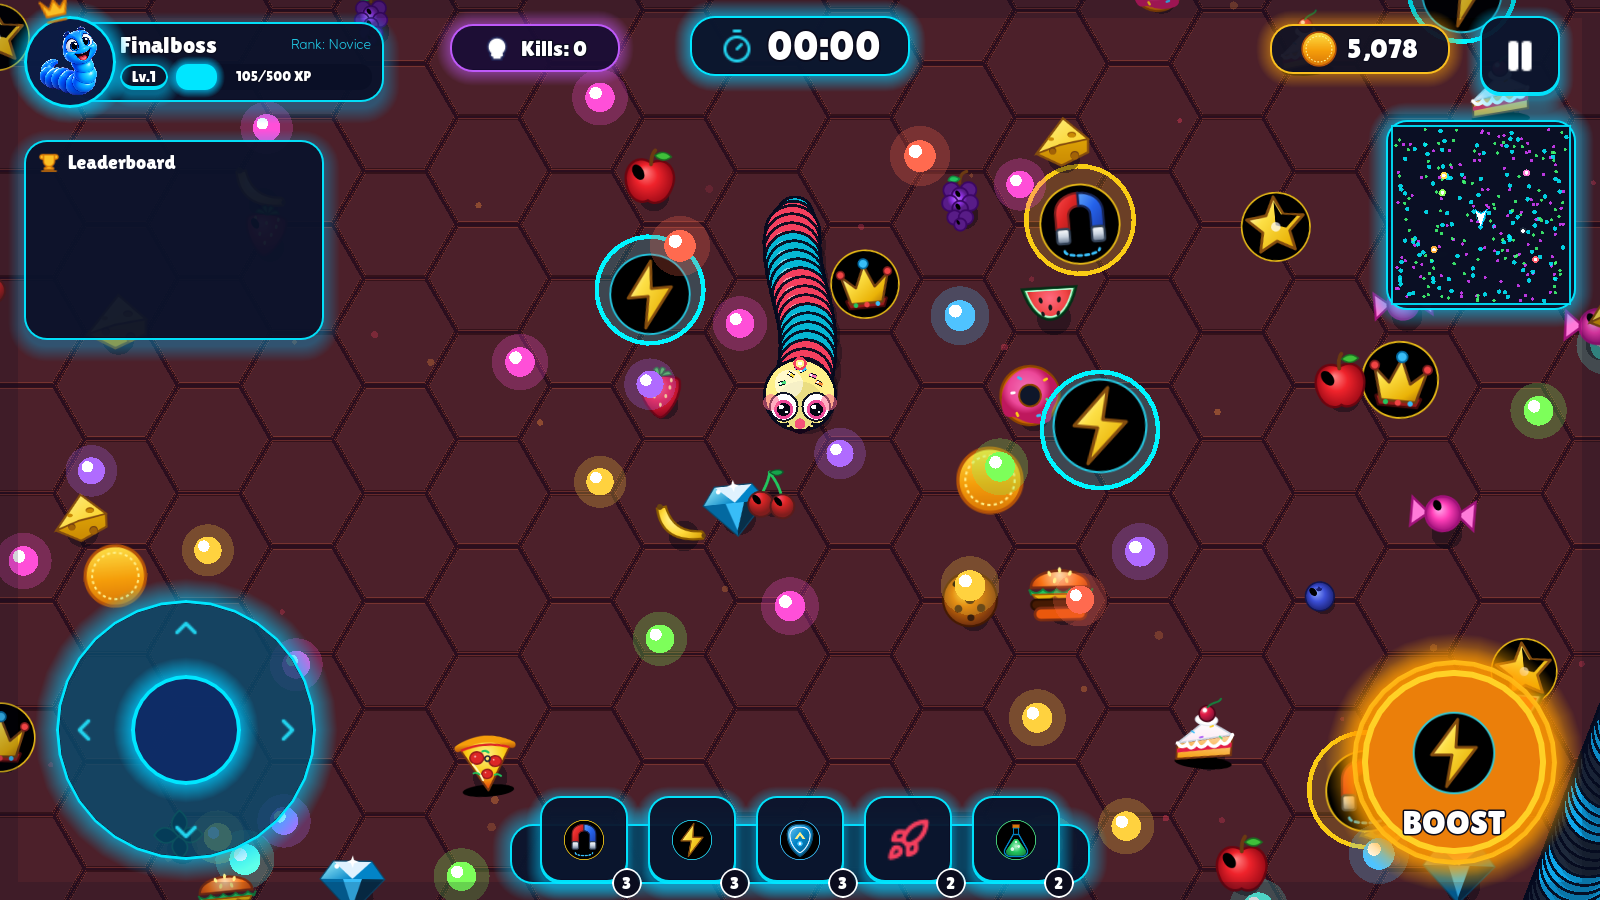 Finalboss
Rank: Novice
Lv.1
105/500 XP
Kills: 0
00:00
5,078
Leaderboard
BOOST
3
3
3
2
2